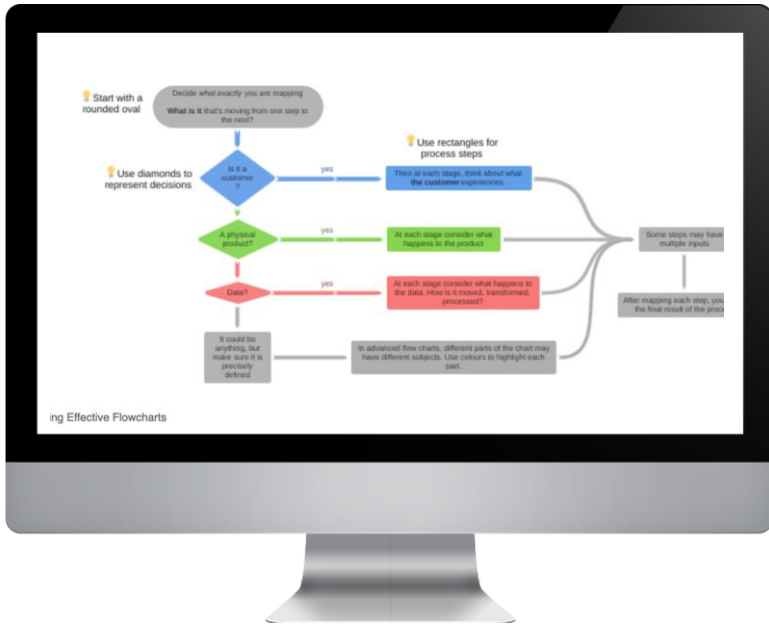 Start with a
rounded oval
Decide what exactly you are mapping
What is it that's moving from one step to
the next?
Use diamonds to
represent decisions
Is it a
customer
?
yes
Use rectangles for
process steps
Then at each stage, think about what
the customer experiences.
A physical
product?
yes
At each stage consider what
happens to the product
Some steps may have
multiple inputs
Data?
yes
At each stage consider what happens to
the data. How is it moved, transformed,
processed?
After mapping each step, you
the final result of the proce
It could be
anything, but
make sure it is
precisely
defined
In advanced flow charts, different parts of the chart may
have different subjects. Use colours to highlight each
part.
ing Effective Flowcharts